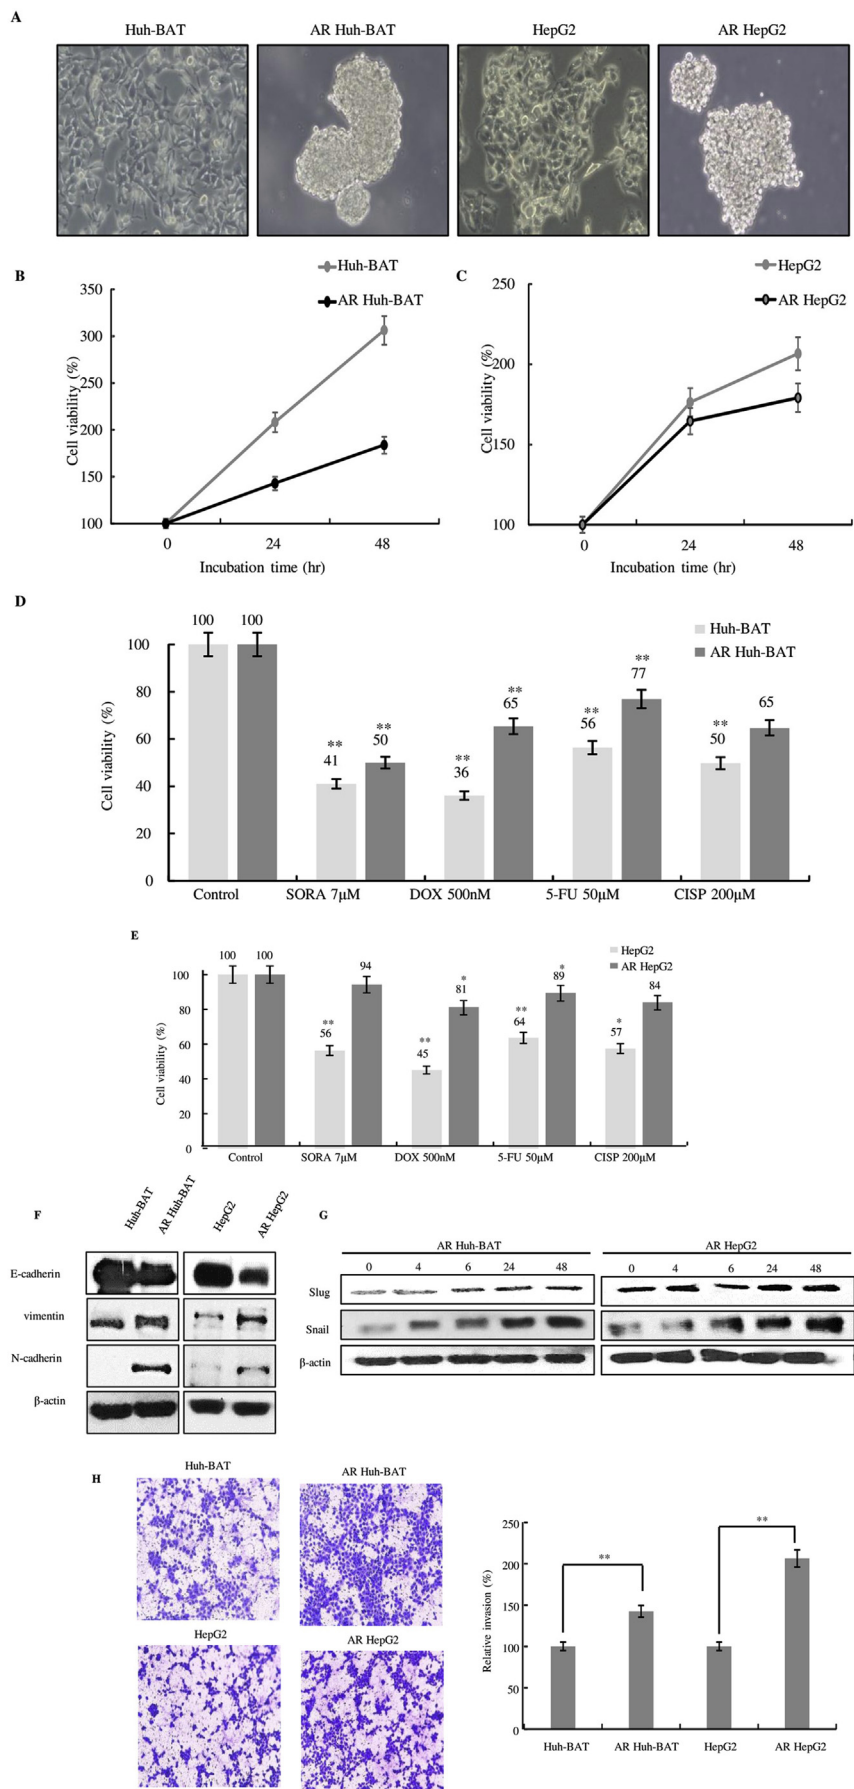 A
Huh-BAT AR Huh-BAT HepG2 AR HepG2
B
Huh-BAT
AR Huh-BAT
350
300
250
200
150
100
Cell viability (%)
0 24 48
Incubation time (hr)
C
HepG2
AR HepG2
250
200
150
100
Cell viability (%)
0 24 48
Incubation time (hr)
D
Huh-BAT
AR Huh-BAT
100
80
60
40
20
0
Cell viability (%)
100 100
** 41 ** 50
** 36 ** 65
** 56 ** 77
** 50 65
Control SORA 7μM DOX 500nM 5-FU 50μM CISP 200μM
E
HepG2
AR HepG2
100
80
60
40
20
0
Cell viability (%)
100 100
** 56 94
** 45 * 81
** 64 * 89
* 57 84
Control SORA 7μM DOX 500nM 5-FU 50μM CISP 200μM
F
Huh-BAT AR Huh-BAT HepG2 AR HepG2
E-cadherin
vimentin
N-cadherin
β-actin
G
AR Huh-BAT AR HepG2
0 4 6 24 48 0 4 6 24 48
Slug
Snail
β-actin
H
Huh-BAT AR Huh-BAT
HepG2 AR HepG2
250
200
150
100
50
0
Relative invasion (%)
** **
Huh-BAT AR Huh-BAT HepG2 AR HepG2